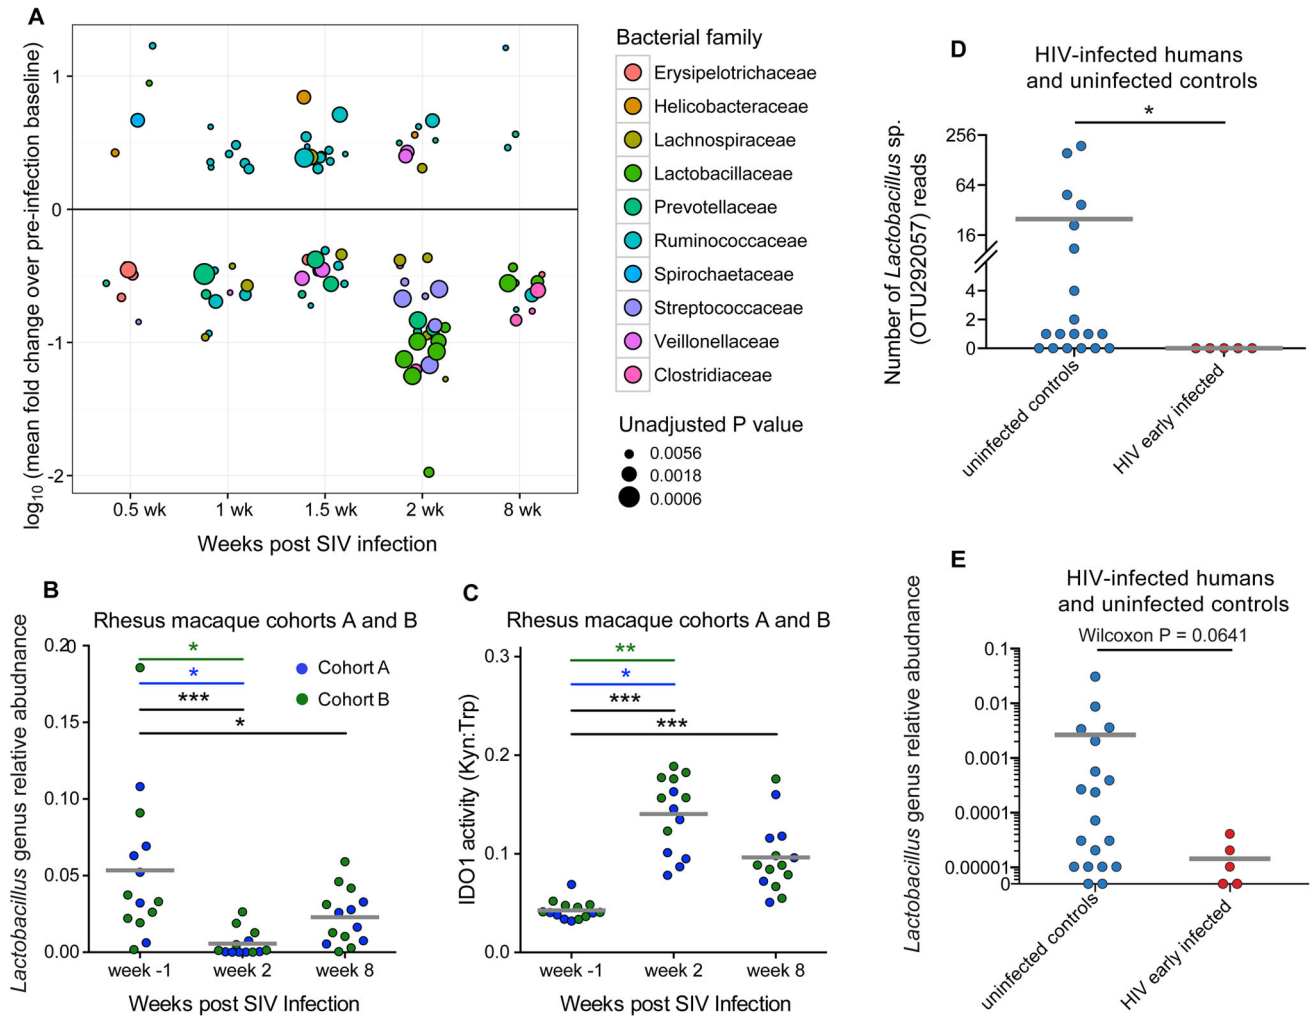 A
log10 (mean fold change over pre-infection baseline)
1
0
-1
-2
0.5 wk
1 wk
1.5 wk
2 wk
8 wk
Weeks post SIV infection
Bacterial family
Erysipelotrichaceae
Helicobacteraceae
Lachnospiraceae
Lactobacillaceae
Prevotellaceae
Ruminococcaceae
Spirochaetaceae
Streptococcaceae
Veillonellaceae
Clostridiaceae
Unadjusted P value
0.0056
0.0018
0.0006
B
Rhesus macaque cohorts A and B
Lactobacillus genus relative abudnance
0.20
0.15
0.10
0.05
0.00
*
*
***
*
Cohort A
Cohort B
week -1
week 2
week 8
Weeks post SIV Infection
C
Rhesus macaque cohorts A and B
IDO1 activity (Kyn:Trp)
0.3
0.2
0.1
0.0
**
*
***
***
week -1
week 2
week 8
Weeks post SIV Infection
D
HIV-infected humans
and uninfected controls
*
Number of Lactobacillus sp.
(OTU292057) reads
256
64
16
4
2
0
uninfected controls
HIV early infected
E
HIV-infected humans
and uninfected controls
Wilcoxon P = 0.0641
Lactobacillus genus relative abudnance
0.1
0.01
0.001
0.0001
0.00001
0
uninfected controls
HIV early infected